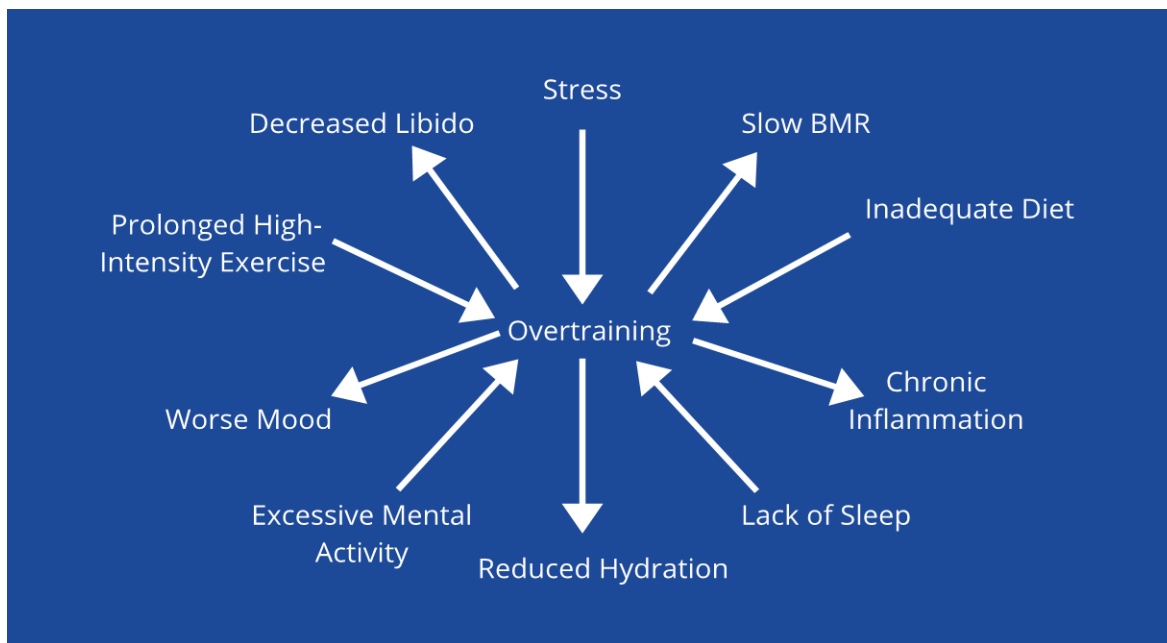 Stress
Decreased Libido
Slow BMR
Inadequate Diet
Prolonged High-
Intensity Exercise
Overtraining
Chronic
Inflammation
Worse Mood
Excessive Mental
Activity
Lack of Sleep
Reduced Hydration